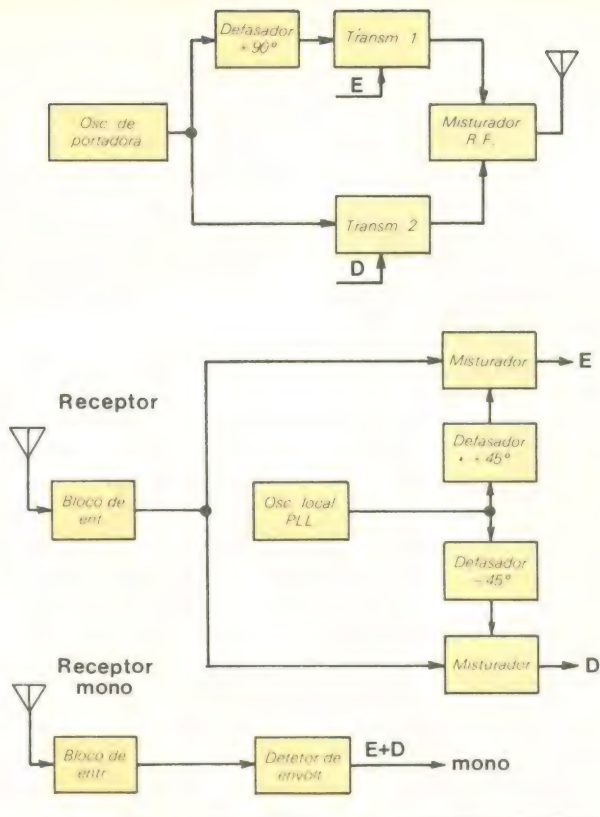 Defasador
+ 90°
Transm 1
E
Osc de
portadora
Misturador
R F.
Transm 2
D
Receptor
Misturador
E
Defasador
+ 45°
Bloco de
ent.
Osc. local
PLL
Defasador
- 45°
Misturador
D
Receptor
mono
Bloco de
entr
Detetor de
envolt
E+D
mono